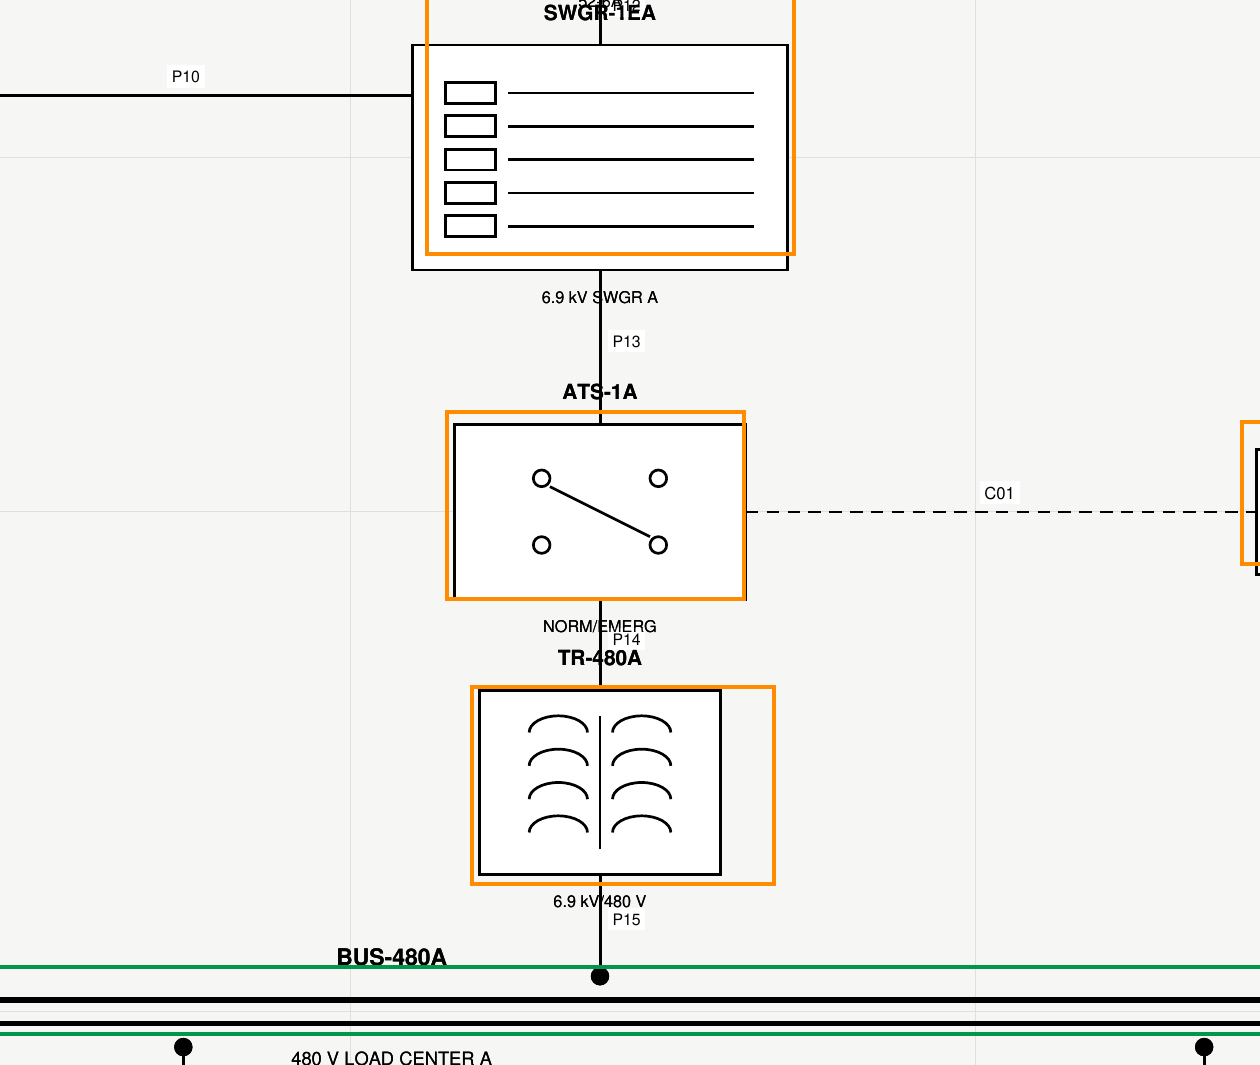 SWGR-1EA
P10
6.9 kV SWGR A
P13
ATS-1A
C01
NORM/EMERG
P14
TR-480A
6.9 kV/480 V
P15
BUS-480A
480 V LOAD CENTER A